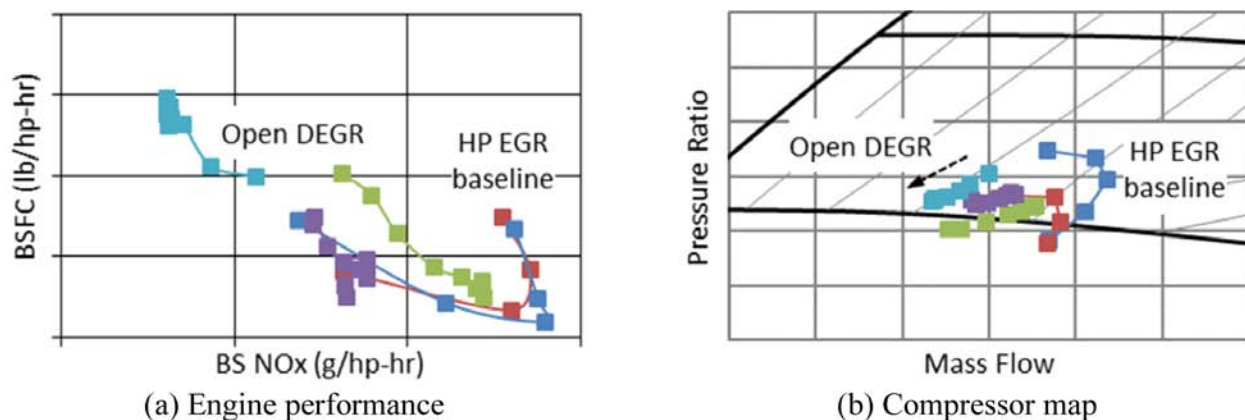 BSFC (lb/hp-hr)
Open DEGR
HP EGR
baseline
BS NOx (g/hp-hr)
(a) Engine performance
Pressure Ratio
Open DEGR
HP EGR
baseline
Mass Flow
(b) Compressor map